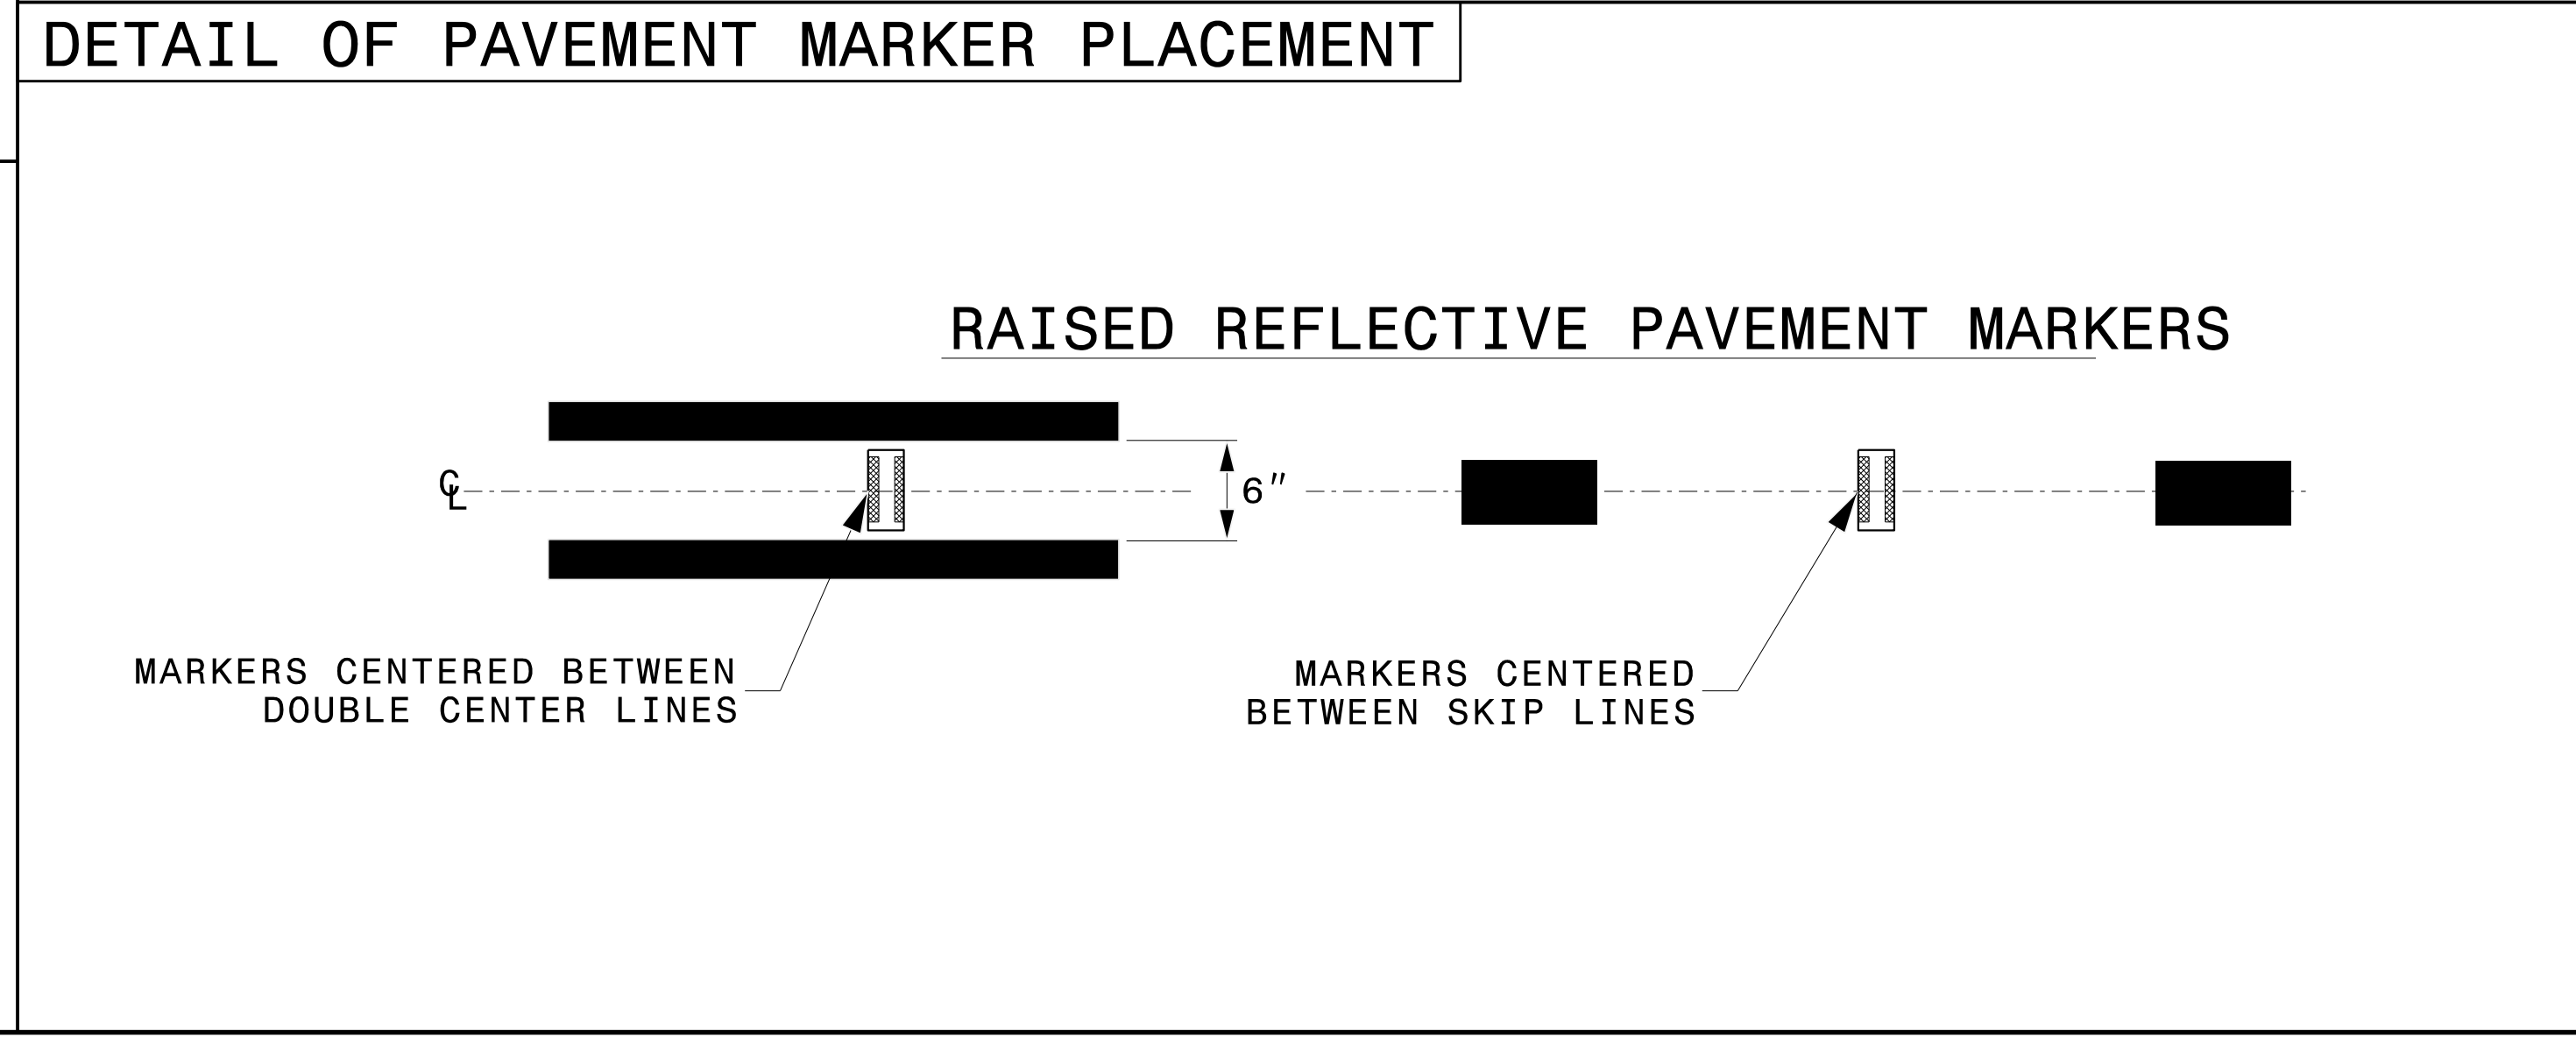 DETAIL OF PAVEMENT MARKER PLACEMENT
RAISED REFLECTIVE PAVEMENT MARKERS
℄
6"
MARKERS CENTERED BETWEEN
DOUBLE CENTER LINES
MARKERS CENTERED
BETWEEN SKIP LINES